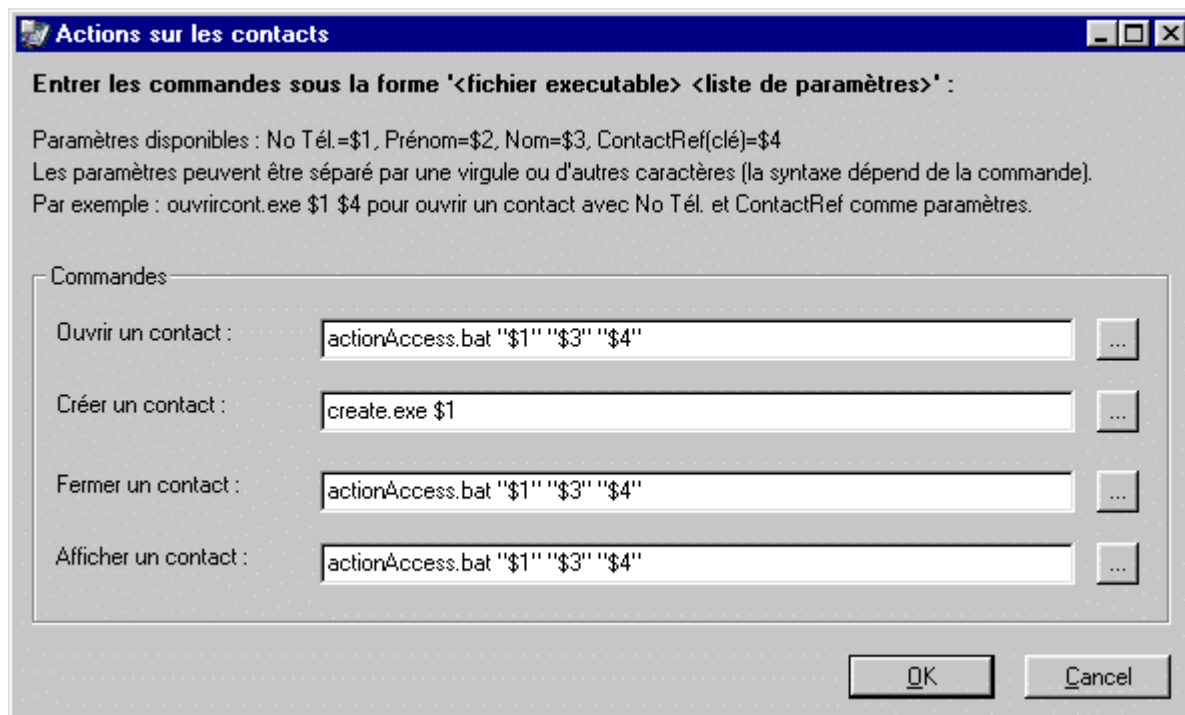 Actions sur les contacts
Entrer les commandes sous la forme '<fichier executable> <liste de paramètres>' :
Paramètres disponibles : No Tél.=$1, Prénom=$2, Nom=$3, ContactRef(clé)=$4
Les paramètres peuvent être séparé par une virgule ou d'autres caractères (la syntaxe dépend de la commande).
Par exemple : ouvrircont.exe $1 $4 pour ouvrir un contact avec No Tél. et ContactRef comme paramètres.
Commandes
Ouvrir un contact : actionAccess.bat "$1" "$3" "$4" ...
Créer un contact : create.exe $1 ...
Fermer un contact : actionAccess.bat "$1" "$3" "$4" ...
Afficher un contact : actionAccess.bat "$1" "$3" "$4" ...
OK Cancel